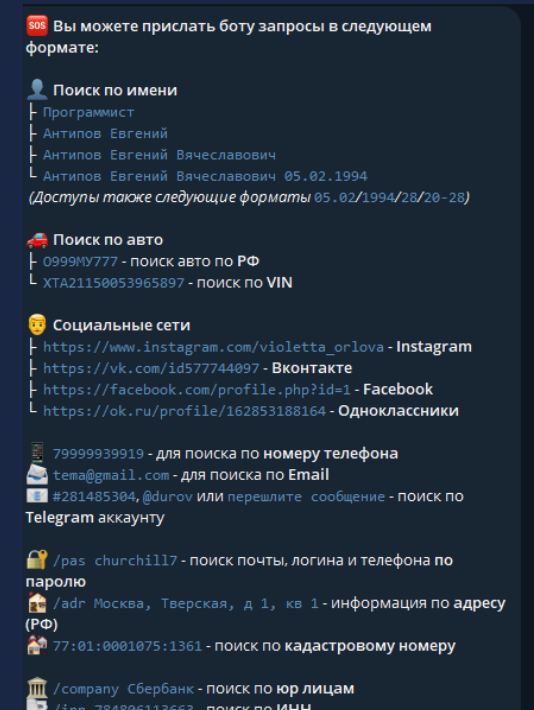 SOS Вы можете прислать боту запросы в следующем
формате:
Поиск по имени
├ Программист
├ Антипов Евгений
├ Антипов Евгений Вячеславович
└ Антипов Евгений Вячеславович 05.02.1994
(Доступы также следующие форматы 05.02/1994/28/20-28)
Поиск по авто
├ О999МУ777 - поиск авто по РФ
└ XTA21150053965897 - поиск по VIN
Социальные сети
├ https://www.instagram.com/violetta_orlova - Instagram
├ https://vk.com/id577744097 - Вконтакте
├ https://facebook.com/profile.php?id=1 - Facebook
└ https://ok.ru/profile/162853188164 - Одноклассники
79999939919 - для поиска по номеру телефона
tema@gmail.com - для поиска по Email
#281485304, @durov или перешлите сообщение - поиск по
Telegram аккаунту
/pas churchill7 - поиск почты, логина и телефона по
паролю
/adr Москва, Тверская, д 1, кв 1 - информация по адресу
(РФ)
77:01:0001075:1361 - поиск по кадастровому номеру
/company Сбербанк - поиск по юр лицам
/inn 784806113663 - поиск по ИНН